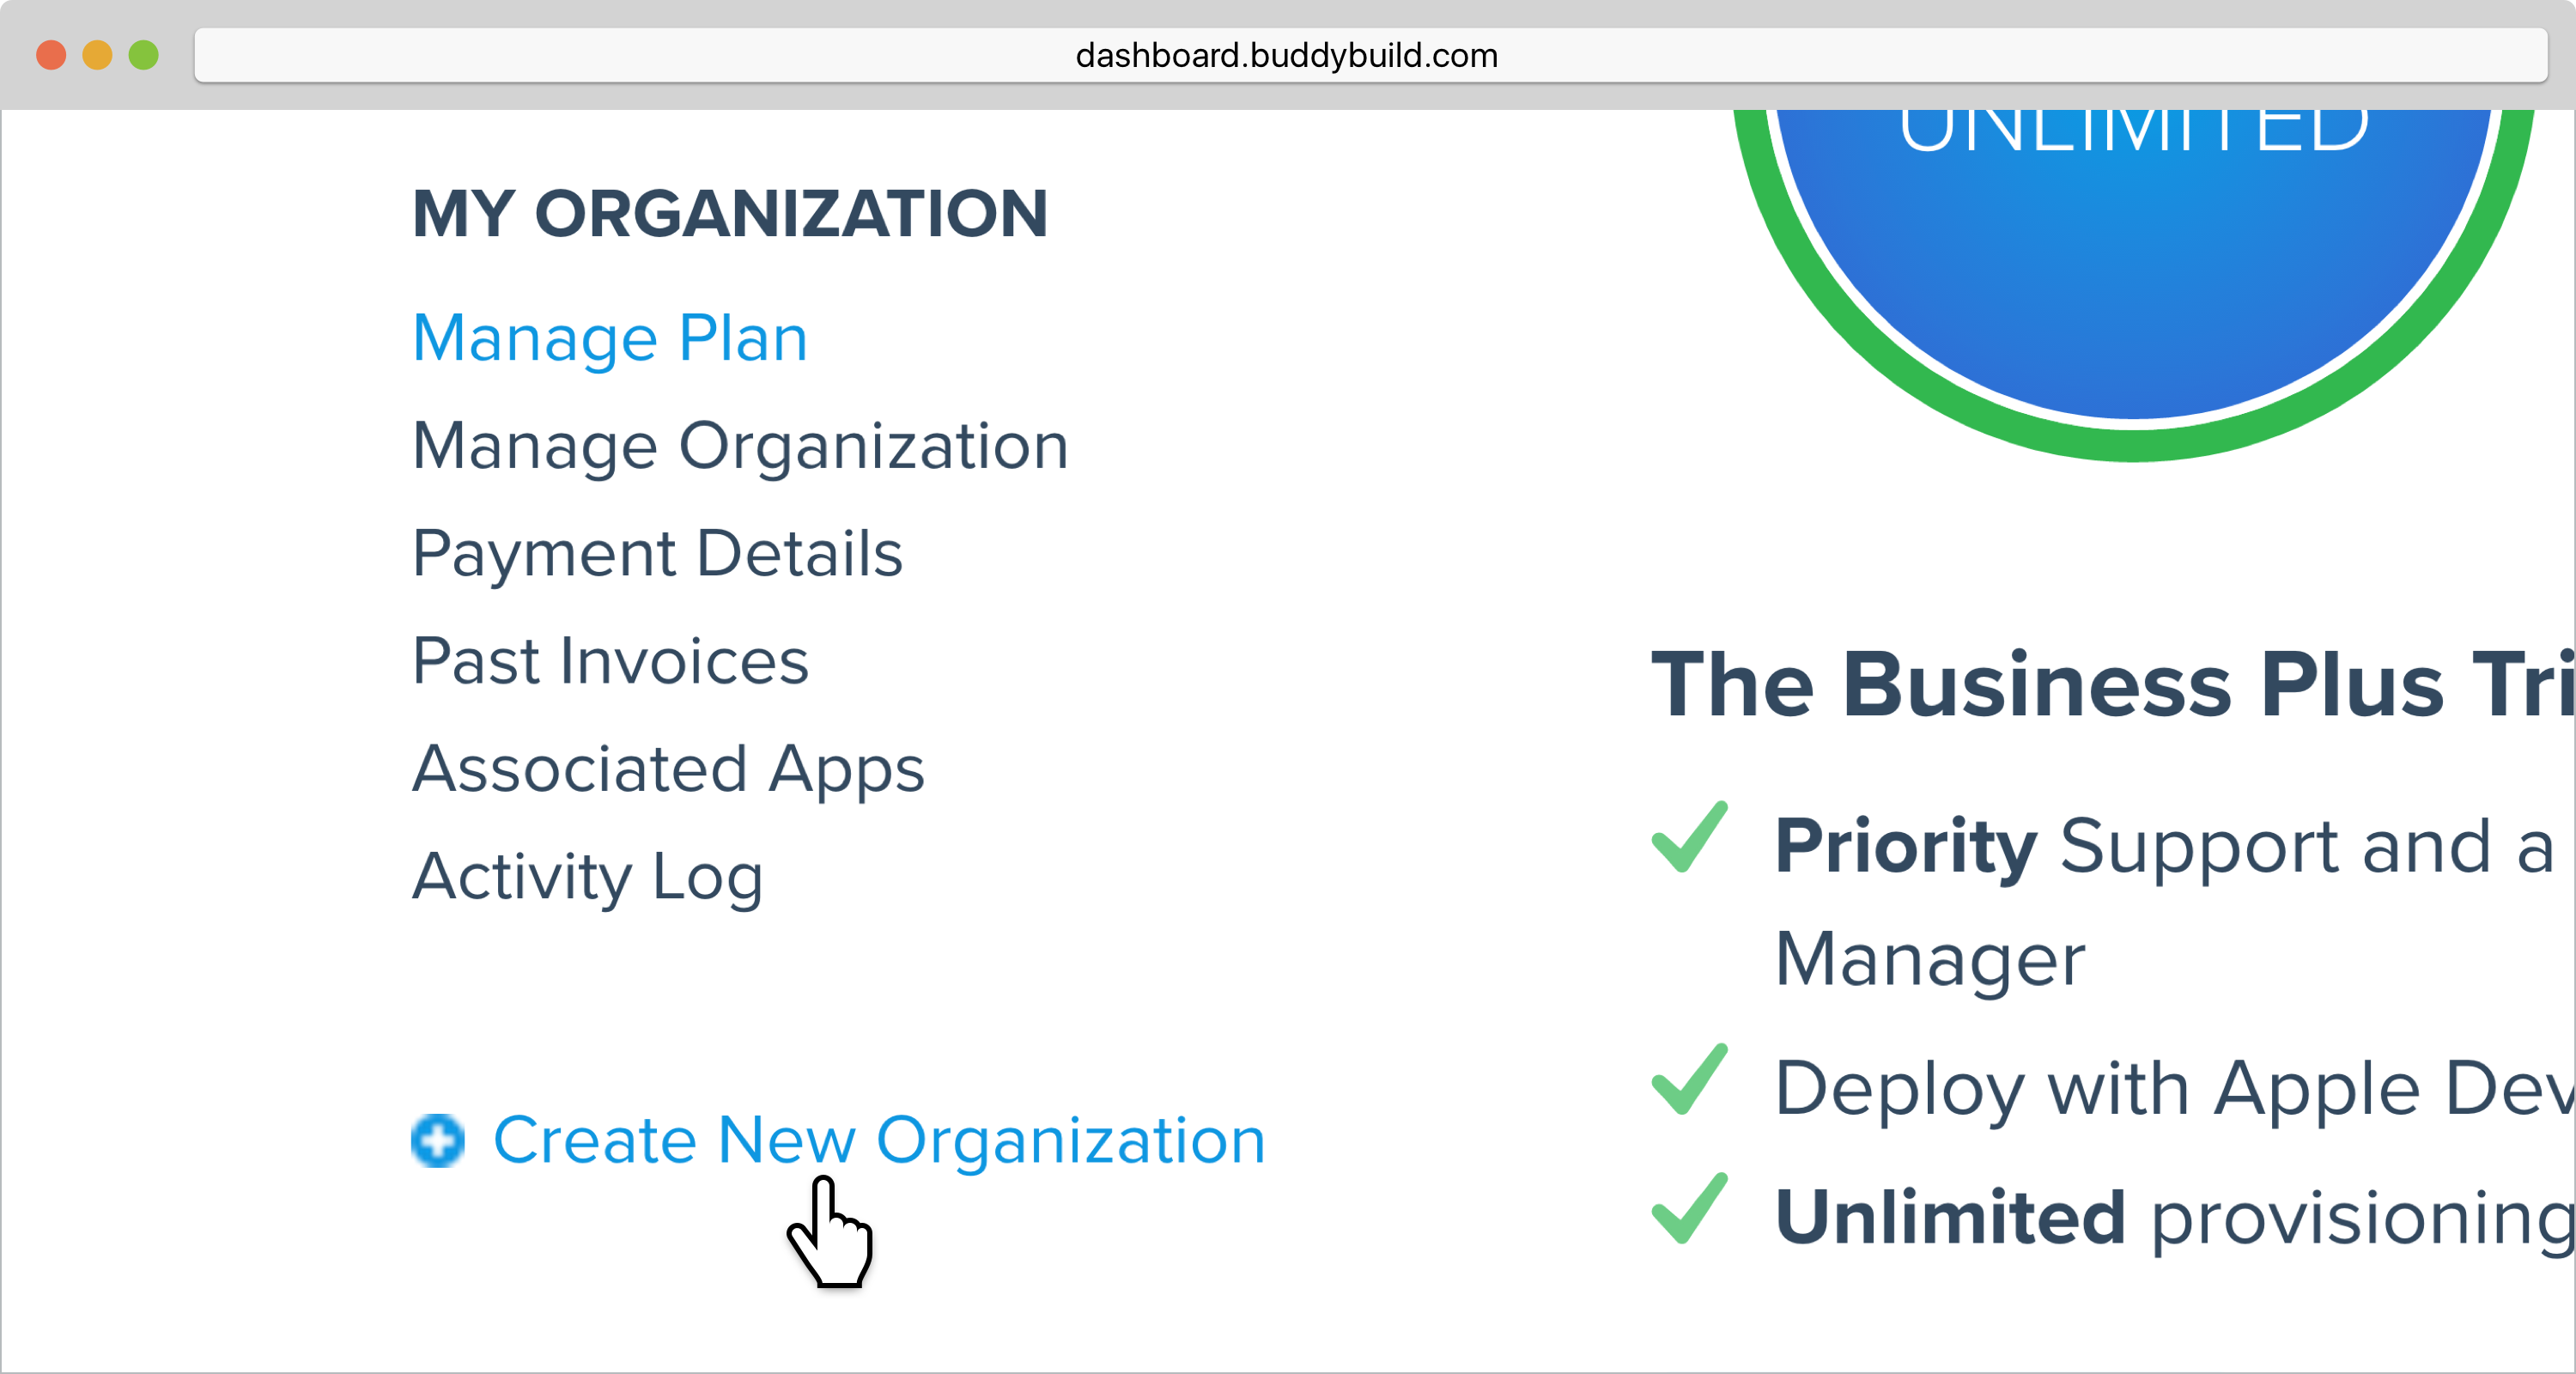 dashboard.buddybuild.com
UNLIMITED
MY ORGANIZATION
Manage Plan
Manage Organization
Payment Details
Past Invoices
Associated Apps
Activity Log
Create New Organization
The Business Plus Tri
Priority Support and a
Manager
Deploy with Apple Dev
Unlimited provisioning